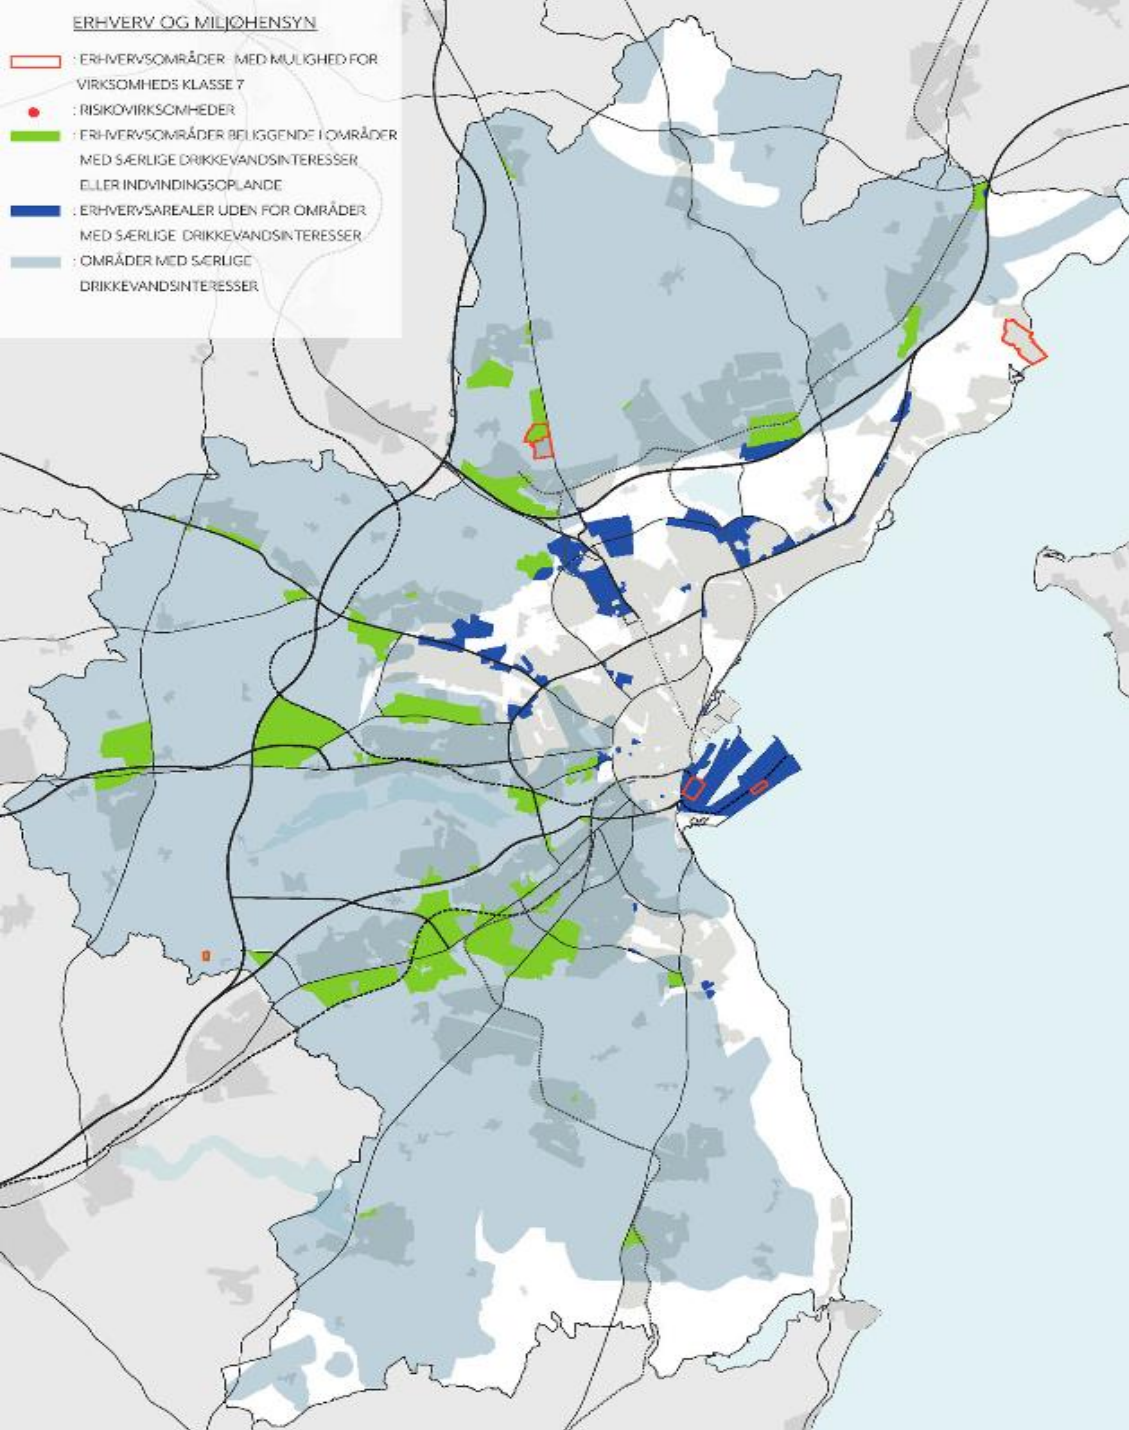 ERHVERV OG MILJØHENSYN
: ERHVERVSOMRÅDER MED MULIGHED FOR
VIRKSOMHEDS KLASSE 7
: RISIKOVIRKSOMHEDER
: ERHVERVSOMRÅDER BELIGGENDE I OMRÅDER
MED SÆRLIGE DRIKKEVANDSINTERESSER
ELLER INDVINDINGSOPLANDE
: ERHVERVSAREALER UDEN FOR OMRÅDER
MED SÆRLIGE DRIKKEVANDSINTERESSER
: OMRÅDER MED SÆRLIGE
DRIKKEVANDSINTERESSER